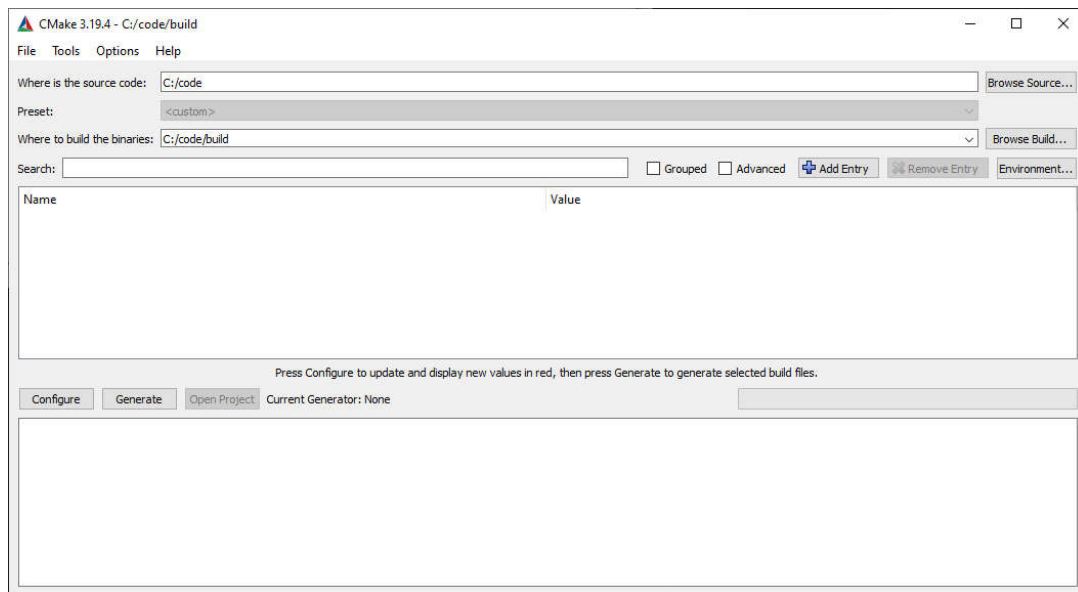 CMake 3.19.4 - C:/code/build
File Tools Options Help
Where is the source code: C:/code Browse Source...
Preset: <custom>
Where to build the binaries: C:/code/build Browse Build...
Search: Grouped Advanced Add Entry Remove Entry Environment...
Name Value
Press Configure to update and display new values in red, then press Generate to generate selected build files.
Configure Generate Open Project Current Generator: None